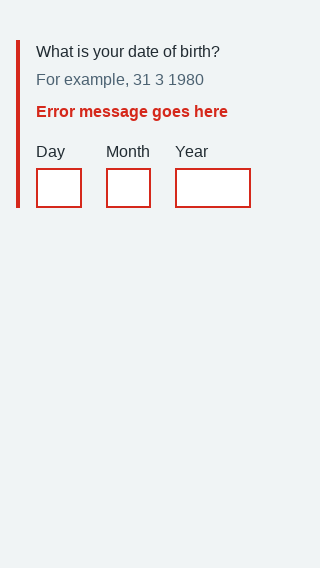 What is your date of birth?
For example, 31 3 1980
Error message goes here
Day Month Year